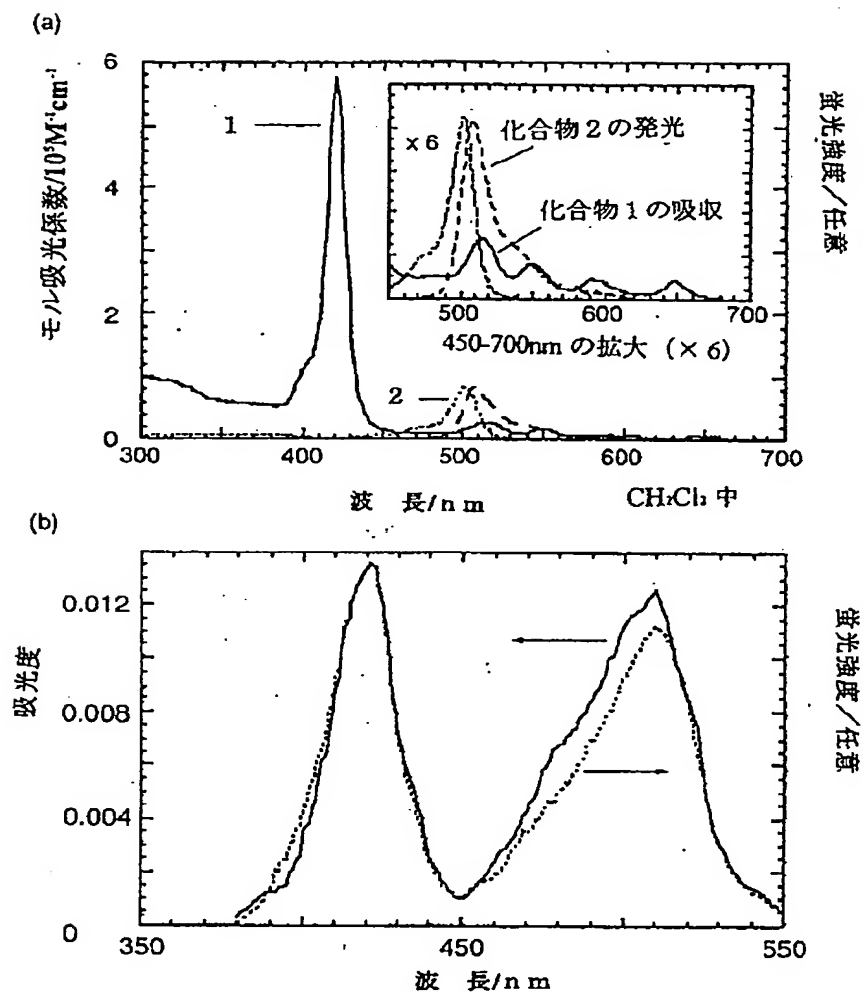 (a)
モル吸光係数/10⁵M⁻¹cm⁻¹
6
4
2
0
1
2
×6
化合物2の発光
化合物1の吸収
500 600 700
450-700nm の拡大 (×6)
300 400 500 600 700
波 長/nm
CH₂Cl₂ 中
蛍光強度/任意
(b)
吸光度
0.012
0.008
0.004
0
350 450 550
波 長/nm
蛍光強度/任意